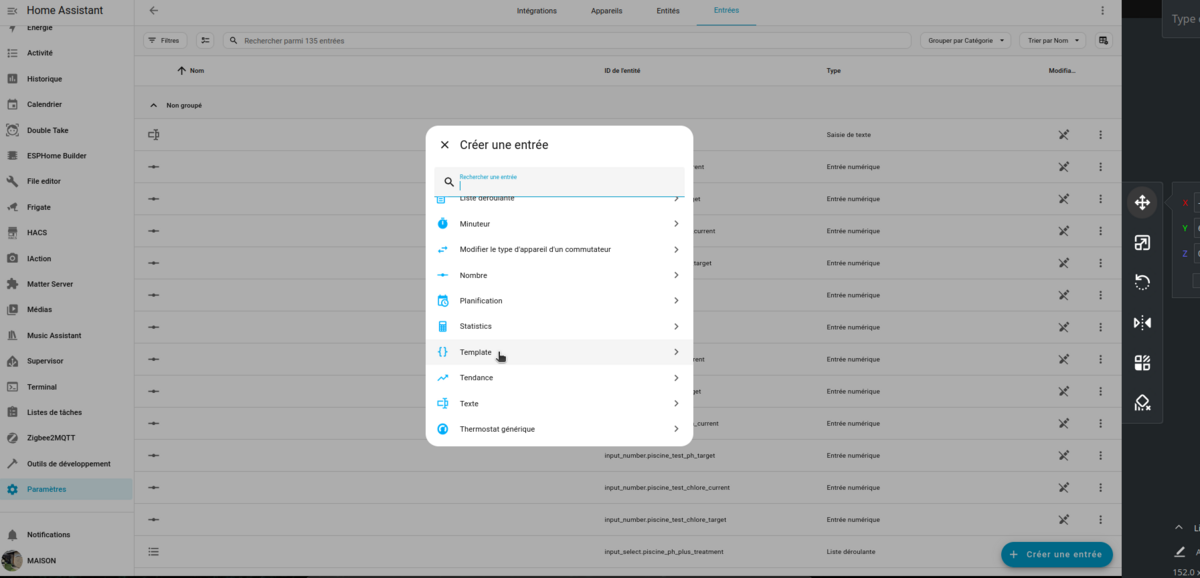 Home Assistant
Intégrations
Appareils
Entités
Entrées
Type
Énergie
Activité
Historique
Calendrier
Double Take
ESPHome Builder
File editor
Frigate
HACS
IAction
Matter Server
Médias
Music Assistant
Supervisor
Terminal
Listes de tâches
Zigbee2MQTT
Outils de développement
Paramètres
Notifications
MAISON
Filtres
Rechercher parmi 135 entrées
Grouper par Catégorie
Trier par Nom
Nom
ID de l'entité
Type
Modifia...
Non groupé
Saisie de texte
Entrée numérique
Entrée numérique
Entrée numérique
Entrée numérique
Entrée numérique
Entrée numérique
Entrée numérique
Entrée numérique
Entrée numérique
input_number.piscine_test_ph_target
Entrée numérique
input_number.piscine_test_chlore_current
Entrée numérique
input_number.piscine_test_chlore_target
Entrée numérique
input_select.piscine_ph_plus_treatment
Liste déroulante
Créer une entrée
Créer une entrée
Rechercher une entrée
Liste déroulante
Minuteur
Modifier le type d'appareil d'un commutateur
Nombre
Planification
Statistics
Template
Tendance
Texte
Thermostat générique
X
Y
Z
152.0